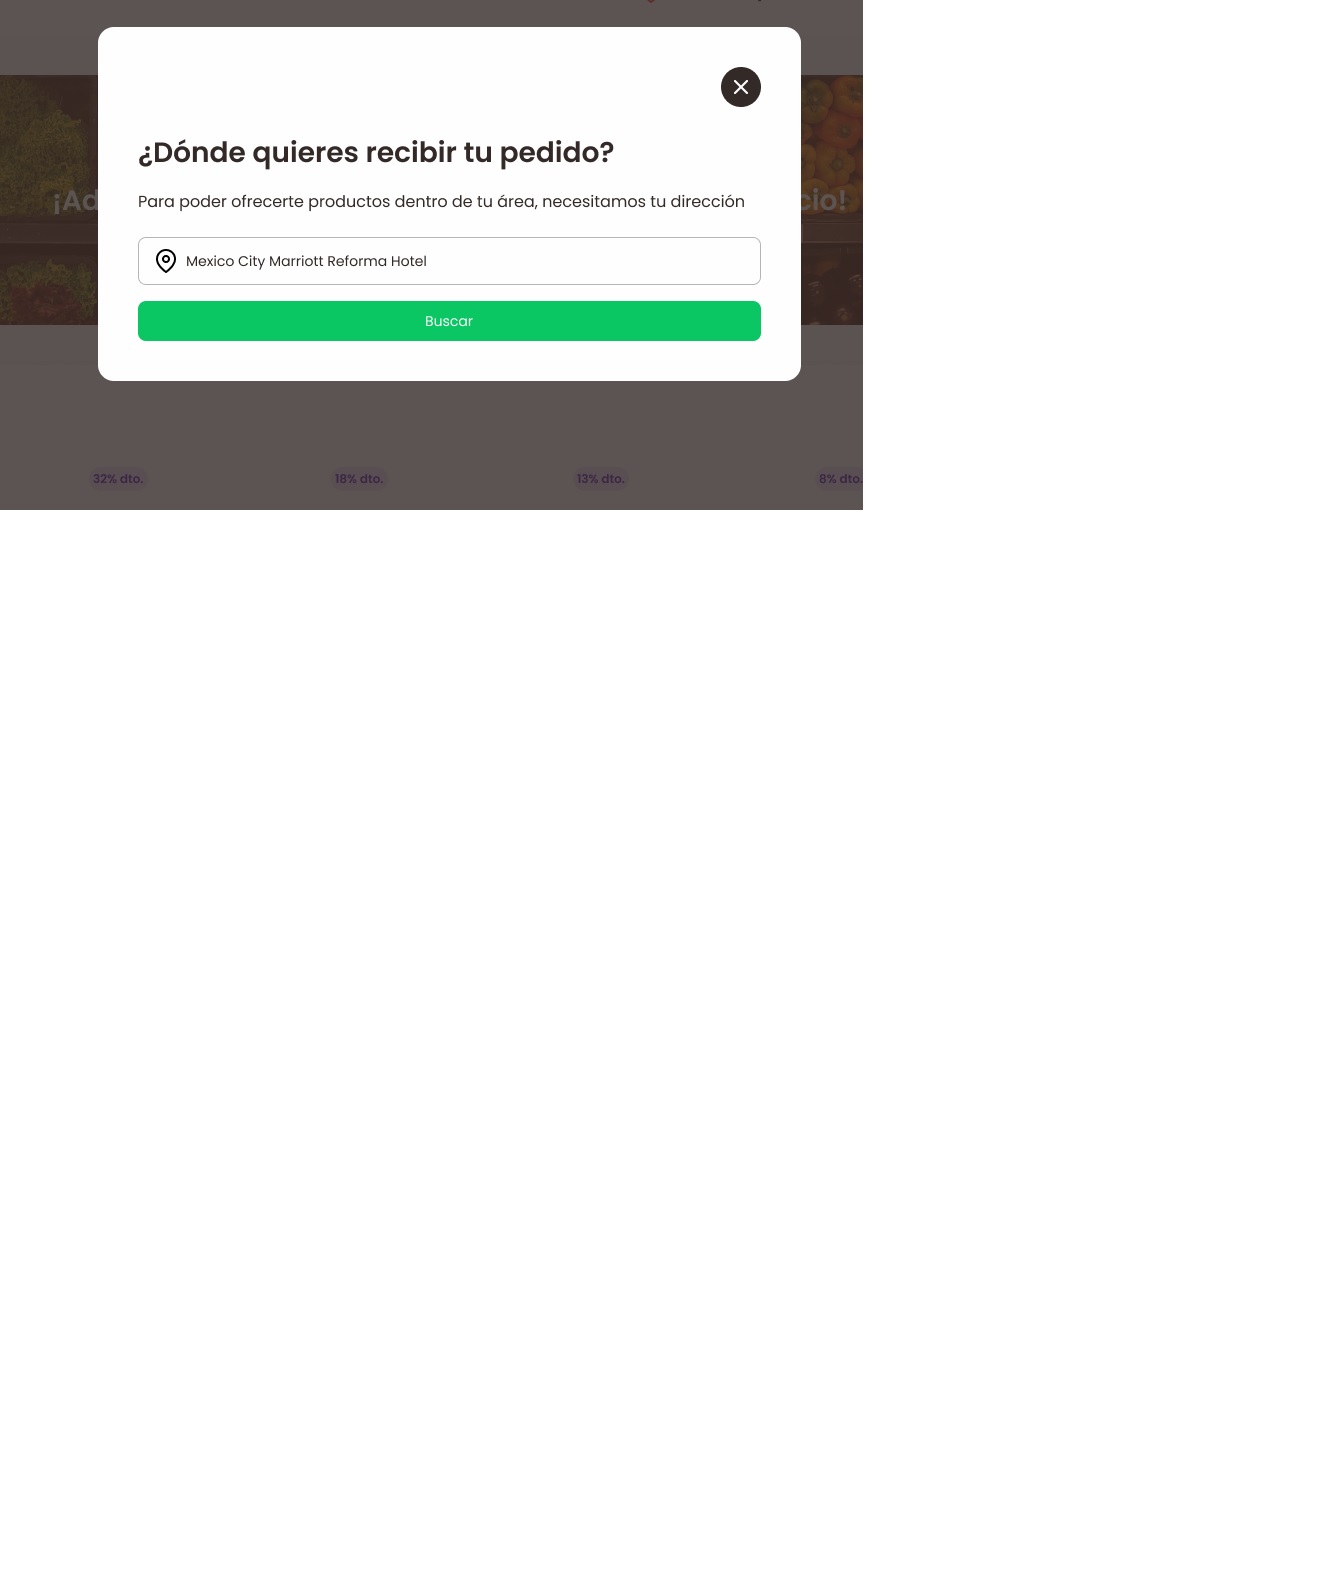 ¿Dónde quieres recibir tu pedido?
Para poder ofrecerte productos dentro de tu área, necesitamos tu dirección
¡Ad
cio!
Mexico City Marriott Reforma Hotel
Buscar
32% dto.
18% dto.
13% dto.
8% dto.